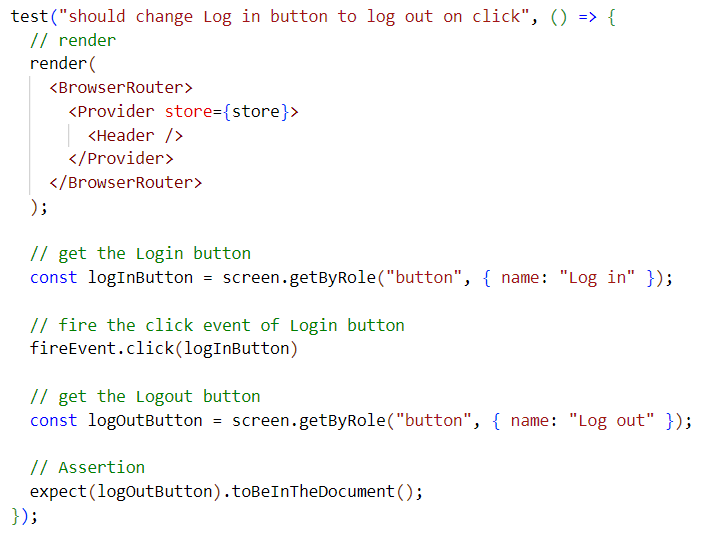 test("should change Log in button to log out on click", () => {
  // render
  render(
    <BrowserRouter>
      <Provider store={store}>
        <Header />
      </Provider>
    </BrowserRouter>
  );

  // get the Login button
  const logInButton = screen.getByRole("button", { name: "Log in" });

  // fire the click event of Login button
  fireEvent.click(logInButton)

  // get the Logout button
  const logOutButton = screen.getByRole("button", { name: "Log out" });

  // Assertion
  expect(logOutButton).toBeInTheDocument();
});